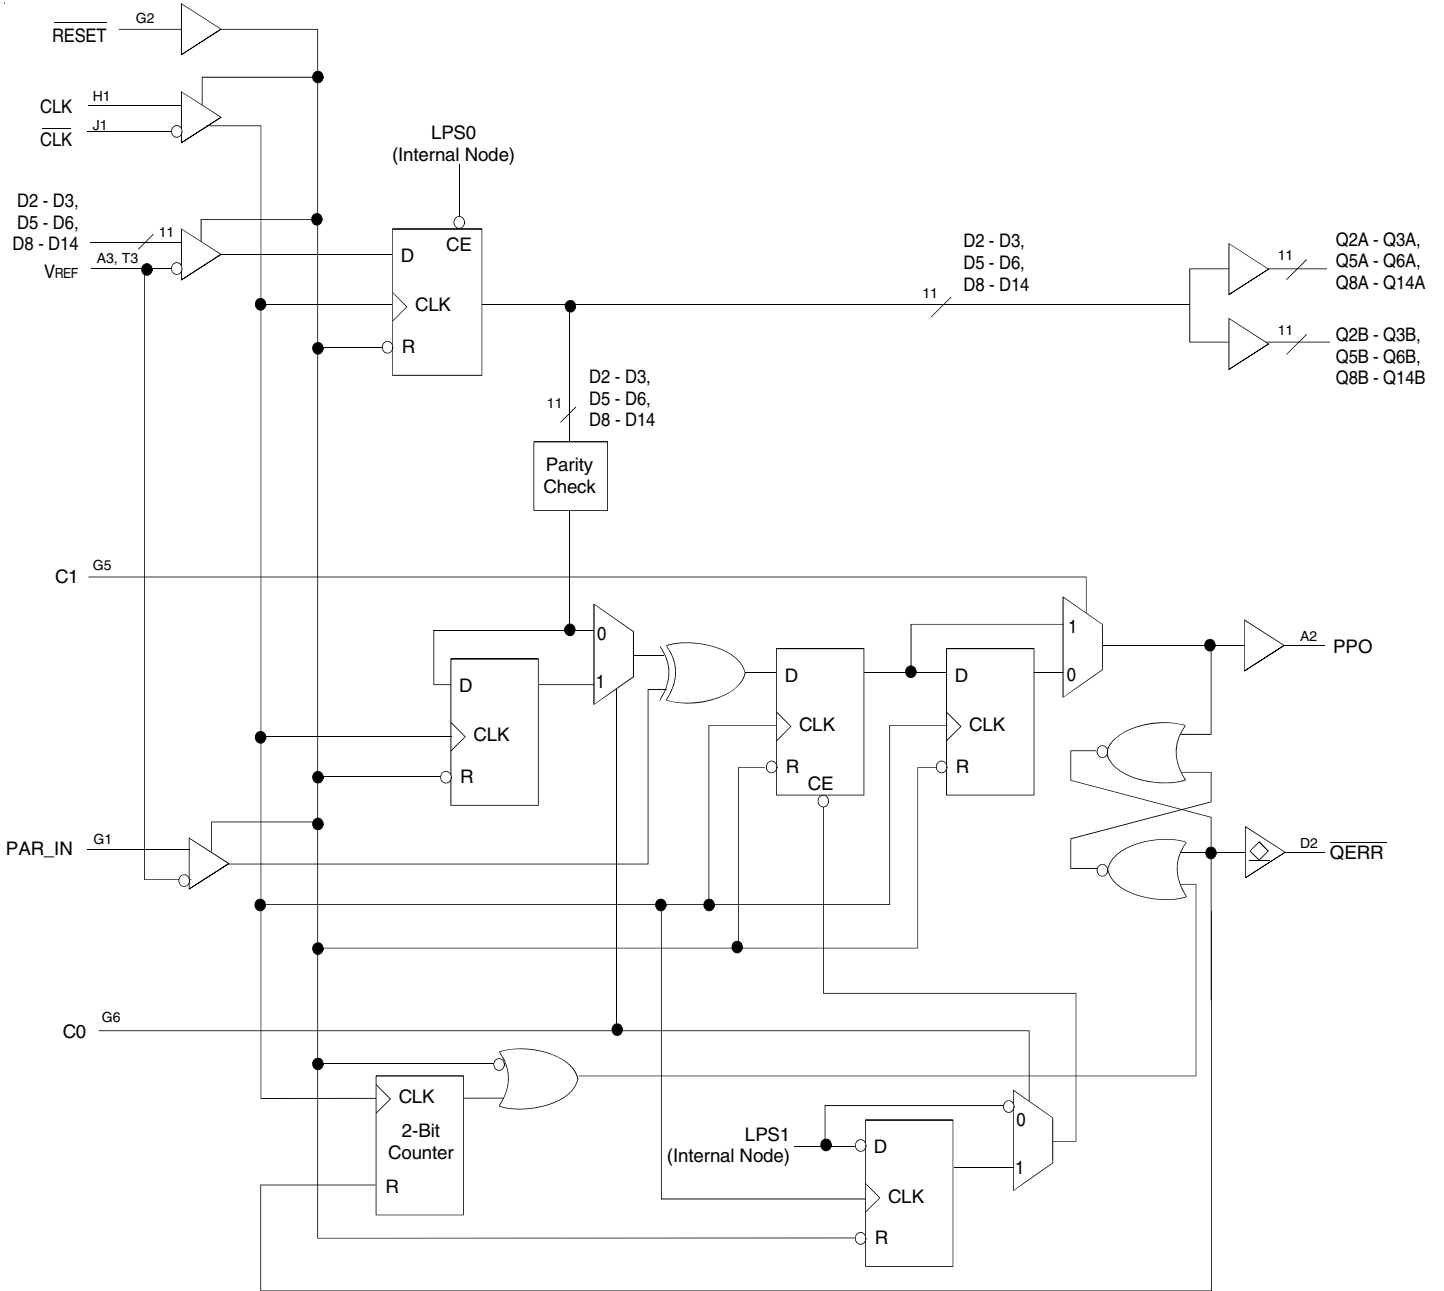 RESET
G2
CLK
H1
CLK
J1
LPS0
(Internal Node)
D2 - D3,
D5 - D6,
D8 - D14
11
VREF
A3, T3
D
CE
CLK
R
D2 - D3,
D5 - D6,
D8 - D14
11
11
Q2A - Q3A,
Q5A - Q6A,
Q8A - Q14A
11
Q2B - Q3B,
Q5B - Q6B,
Q8B - Q14B
D2 - D3,
D5 - D6,
D8 - D14
11
Parity
Check
C1
G5
0
1
D
CLK
R
D
CLK
R
CE
D
CLK
R
1
0
A2
PPO
PAR_IN
G1
D2
QERR
C0
G6
CLK
2-Bit
Counter
R
LPS1
(Internal Node)
D
CLK
R
0
1